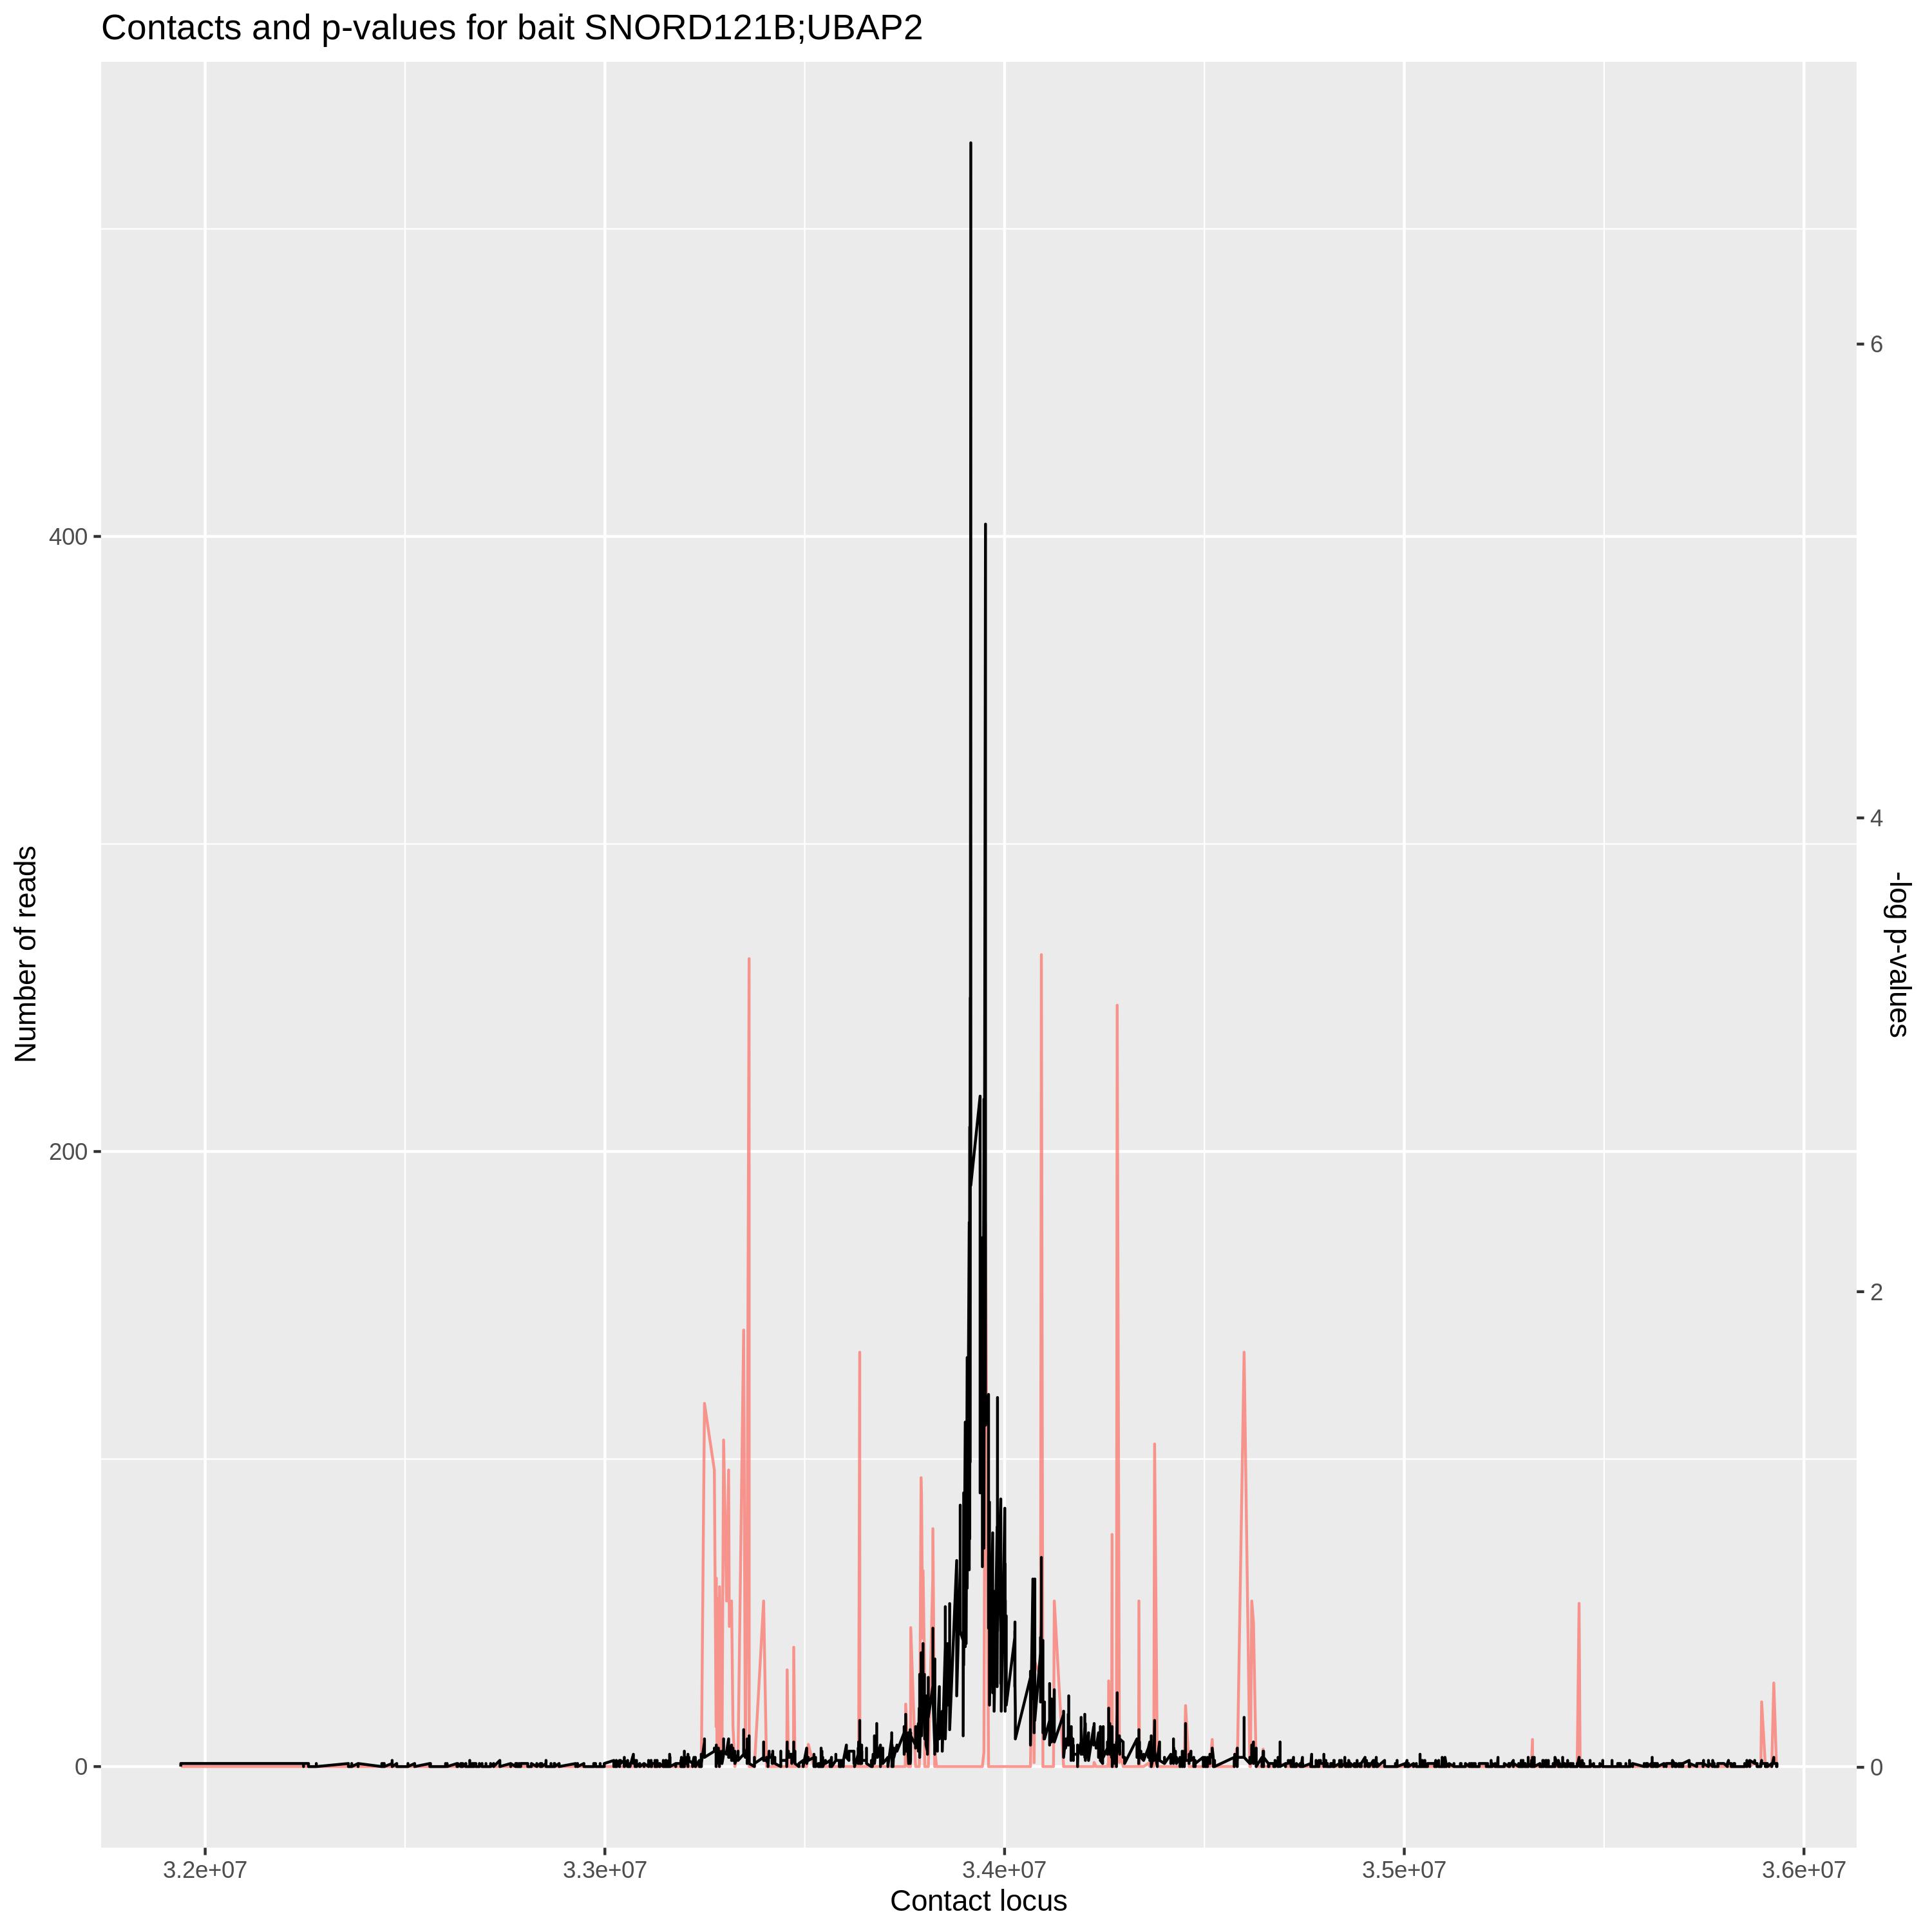 Contacts and p-values for bait SNORD121B;UBAP2
Number of reads
400
200
0
6
4
2
0
-log p-values
3.2e+07 3.3e+07 3.4e+07 3.5e+07 3.6e+07
Contact locus